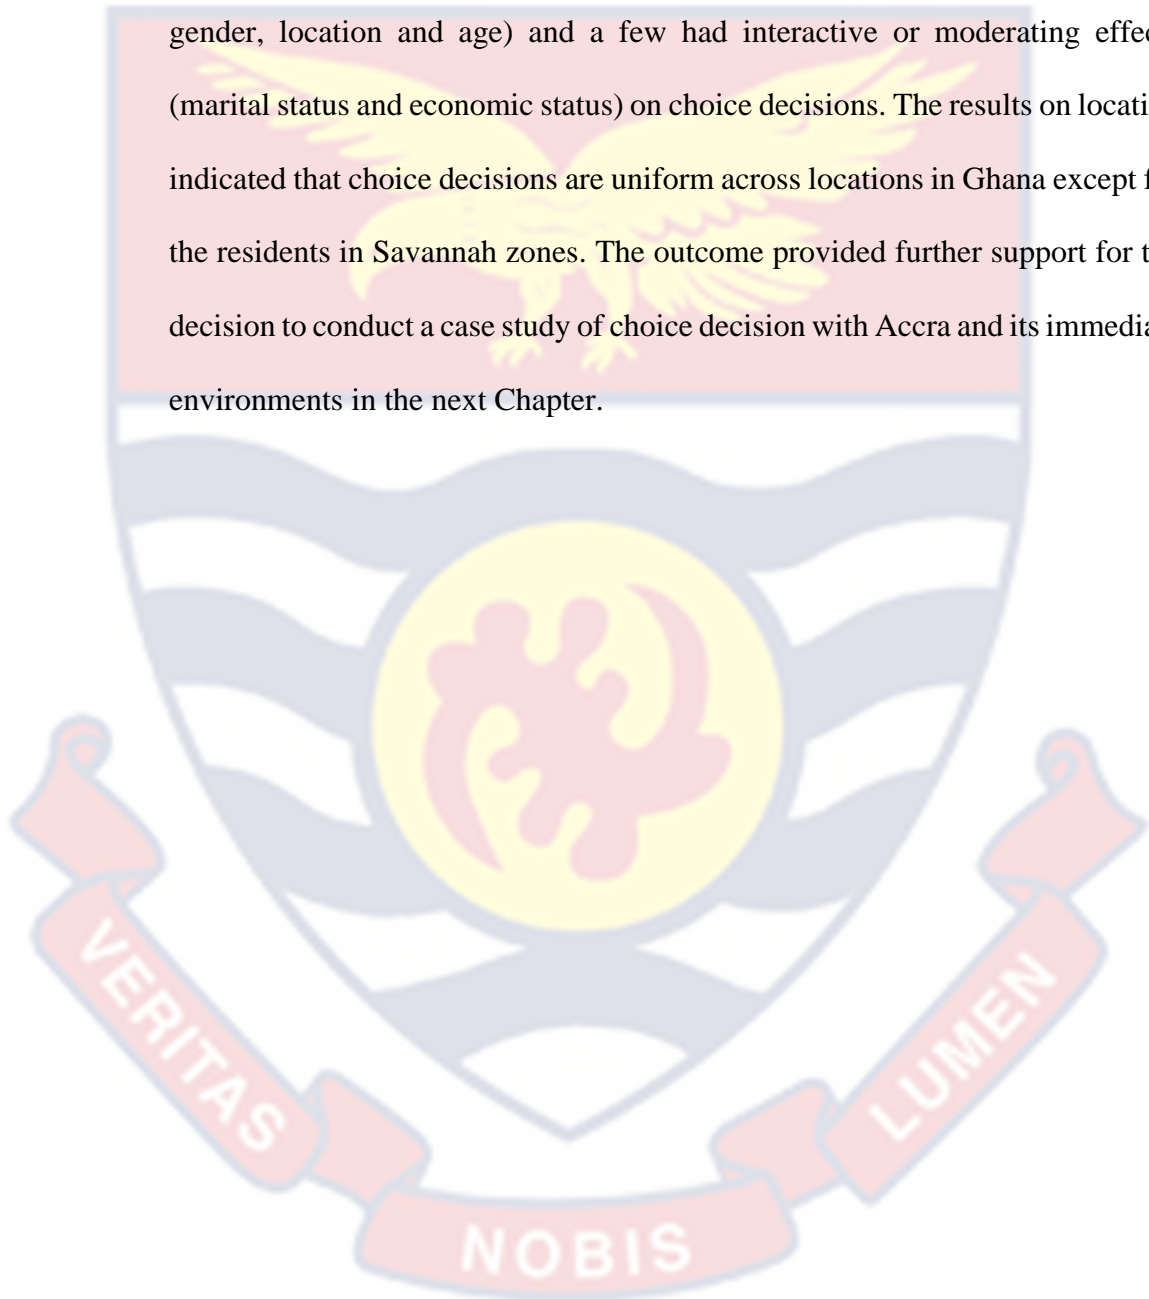 gender, location and age) and a few had interactive or moderating effec
(marital status and economic status) on choice decisions. The results on locati
indicated that choice decisions are uniform across locations in Ghana except f
the residents in Savannah zones. The outcome provided further support for t
decision to conduct a case study of choice decision with Accra and its immedia
environments in the next Chapter.
VERITAS
NOBIS
LUMEN